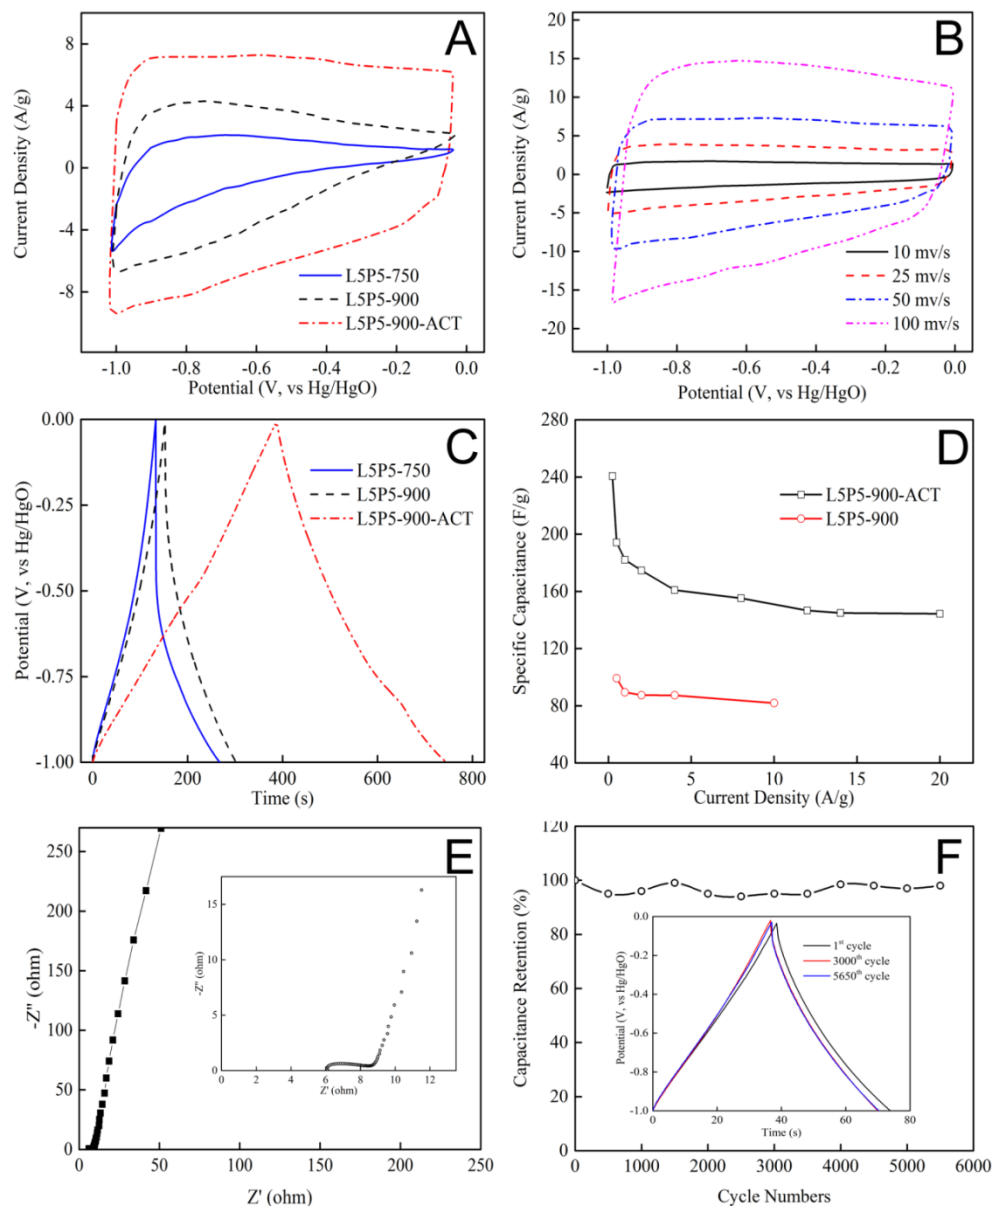 A
8
4
0
-4
-8
Current Density (A/g)
L5P5-750
L5P5-900
L5P5-900-ACT
-1.0 -0.8 -0.6 -0.4 -0.2 0.0
Potential (V, vs Hg/HgO)
B
20
15
10
5
0
-5
-10
-15
-20
Current Density (A/g)
10 mv/s
25 mv/s
50 mv/s
100 mv/s
-1.0 -0.8 -0.6 -0.4 -0.2 0.0
Potential (V, vs Hg/HgO)
C
0.00
-0.25
-0.50
-0.75
-1.00
Potential (V, vs Hg/HgO)
L5P5-750
L5P5-900
L5P5-900-ACT
0 200 400 600 800
Time (s)
D
280
240
200
160
120
80
40
Specific Capacitance (F/g)
L5P5-900-ACT
L5P5-900
0 5 10 15 20
Current Density (A/g)
E
250
200
150
100
50
0
-Z" (ohm)
15
10
5
0
-Z" (ohm)
0 2 4 6 8 10 12
Z' (ohm)
0 50 100 150 200 250
Z' (ohm)
F
120
100
80
60
40
20
0
Capacitance Retention (%)
0.0
-0.2
-0.4
-0.6
-0.8
-1.0
Potential (V, vs Hg/HgO)
1st cycle
3000th cycle
5650th cycle
0 20 40 60 80
Time (s)
0 1000 2000 3000 4000 5000 6000
Cycle Numbers